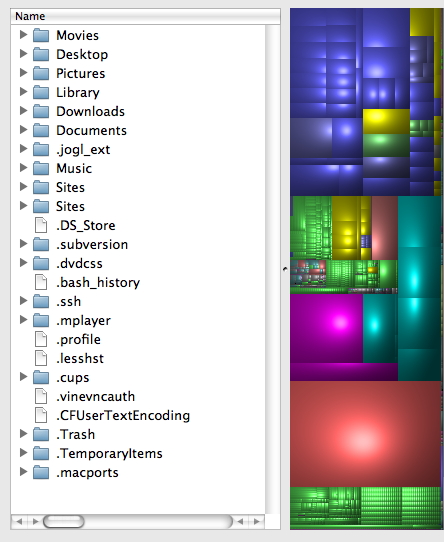 Name
Movies
Desktop
Pictures
Library
Downloads
Documents
.jogl_ext
Music
Sites
Sites
.DS_Store
.subversion
.dvdcss
.bash_history
.ssh
.mplayer
.profile
.lesshst
.cups
.vinevncauth
.CFUserTextEncoding
.Trash
.TemporaryItems
.macports